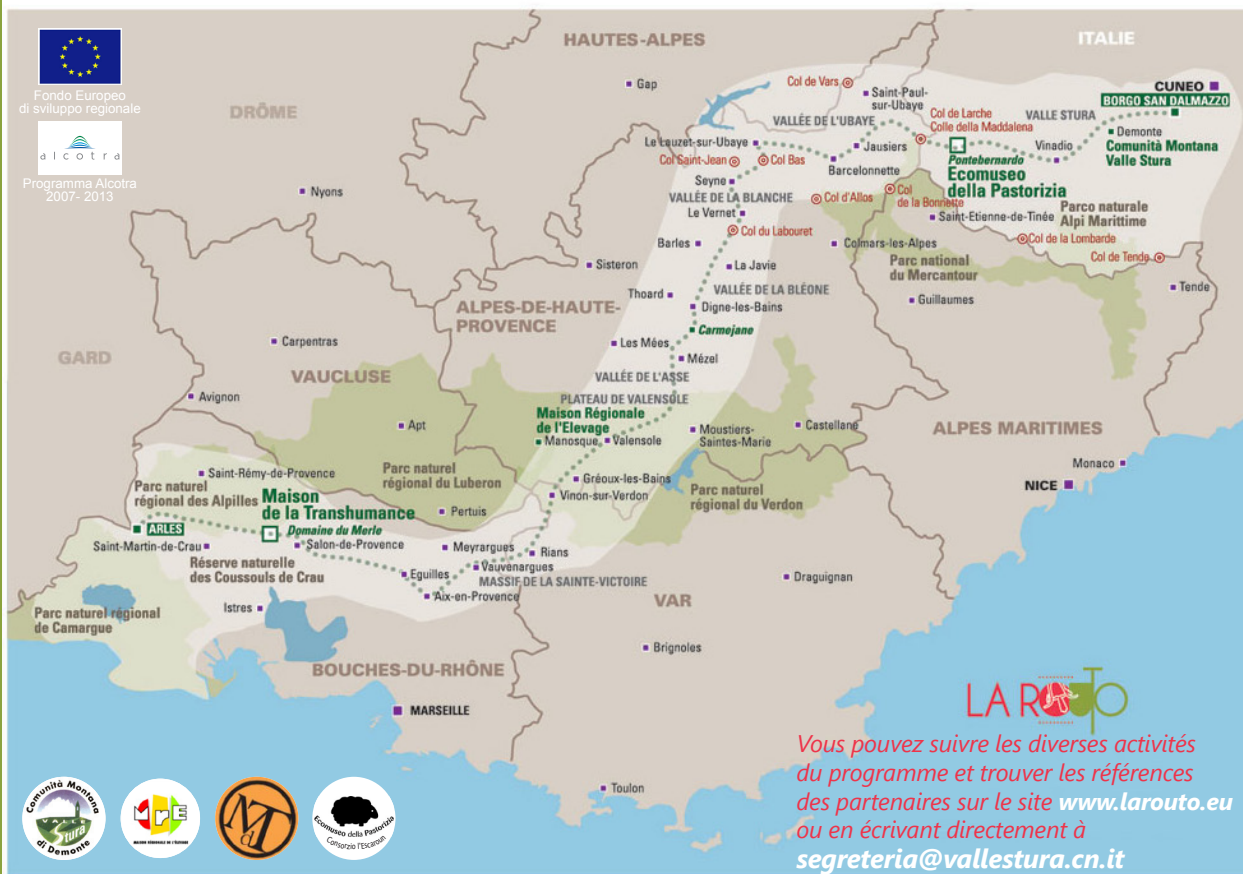 HAUTES-ALPES
ITALIE
Fondo Europeo
di sviluppo regionale
alcotra
Programma Alcotra
2007- 2013
DRÔME
Gap
Col de Vars
Saint-Paul-
sur-Ubaye
CUNEO
BORGO SAN DALMAZZO
Col de Larche
Colle della Maddalena
VALLE STURA
VALLÉE DE L'UBAYE
Demonte
Comunità Montana
Valle Stura
Le Lauzet-sur-Ubaye
Jausiers
Vinadio
Col Saint-Jean
Col Bas
Barcelonnette
Pontebernardo
Ecomuseo
della Pastorizia
Nyons
Seyne
VALLÉE DE LA BLANCHE
Col d'Allos
Col
de la Bonnette
Le Vernet
Saint-Etienne-de-Tinée
Parco naturale
Alpi Marittime
Col du Labouret
Barles
Colmars-les-Alpes
Col de la Lombarde
Parc national
du Mercantour
Col de Tende
Sisteron
La Javie
Tende
VALLÉE DE LA BLÉONE
Thoard
Digne-les-Bains
Guillaumes
ALPES-DE-HAUTE-
PROVENCE
Carmejane
Carpentras
Les Mées
Mézel
GARD
VAUCLUSE
VALLÉE DE L'ASSE
Avignon
PLATEAU DE VALENSOLE
Maison Régionale
de l'Elevage
Apt
Manosque
Valensole
Moustiers-
Saintes-Marie
Castellane
ALPES MARITIMES
Monaco
Saint-Rémy-de-Provence
Parc naturel
régional du Luberon
Gréoux-les-Bains
Parc naturel
régional des Alpilles
Vinon-sur-Verdon
Parc naturel
régional du Verdon
NICE
Maison
de la Transhumance
Pertuis
ARLES
Domaine du Merle
Saint-Martin-de-Crau
Salon-de-Provence
Meyrargues
Rians
Réserve naturelle
des Coussouls de Crau
Eguilles
Vauvenargues
MASSIF DE LA SAINTE-VICTOIRE
Draguignan
Aix-en-Provence
VAR
Parc naturel régional
de Camargue
Istres
Brignoles
BOUCHES-DU-RHÔNE
MARSEILLE
Toulon
LA ROUTO
Vous pouvez suivre les diverses activités
du programme et trouver les références
des partenaires sur le site www.larouto.eu
ou en écrivant directement à
segreteria@vallestura.cn.it
Comunità Montana
VALLE
Stura
di Demonte
MRE
MAISON RÉGIONALE DE L'ÉLEVAGE
MdT
Ecomuseo della Pastorizia
Consorzio l'Escaroun